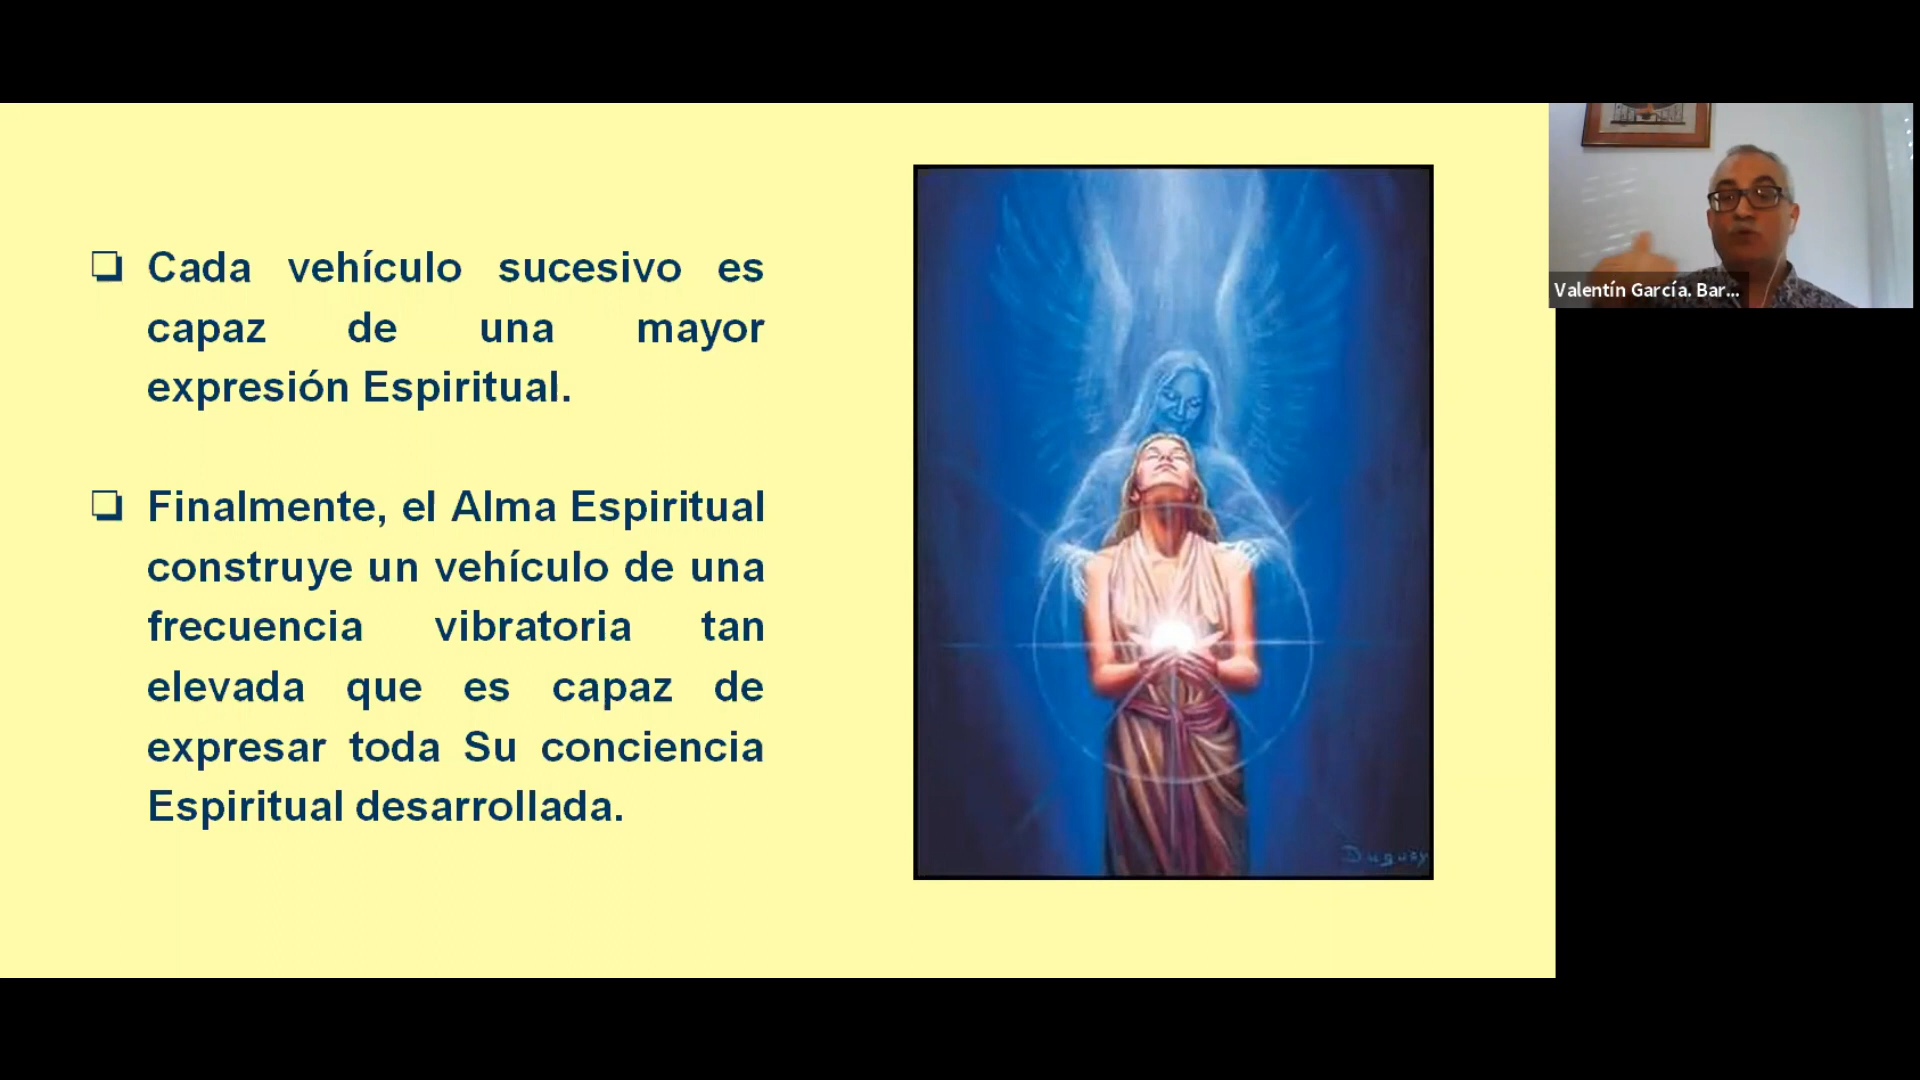 Cada vehículo sucesivo es
capaz de una mayor
expresión Espiritual.
Finalmente, el Alma Espiritual
construye un vehículo de una
frecuencia vibratoria tan
elevada que es capaz de
expresar toda Su conciencia
Espiritual desarrollada.
Valentín García. Bar...